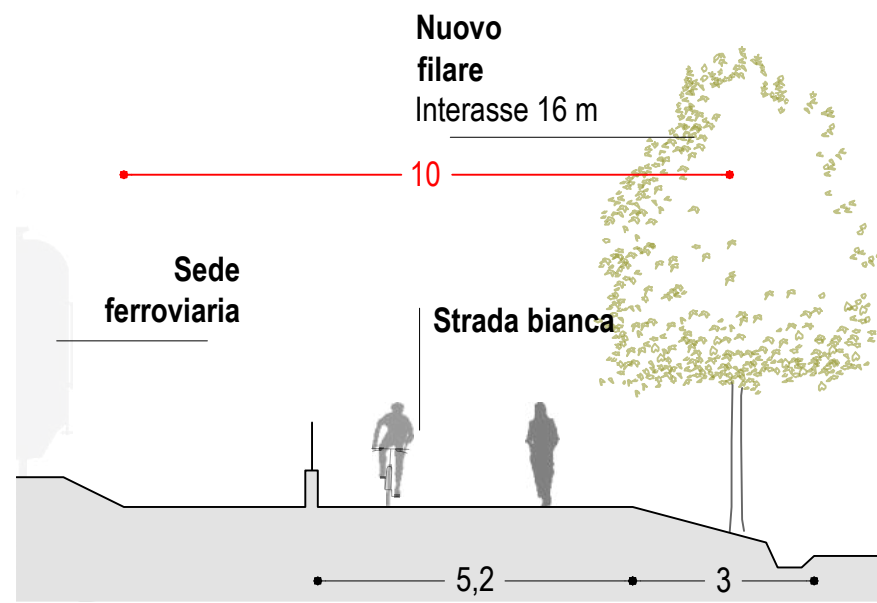 Nuovo
filare
Interasse 16 m
10
Sede
ferroviaria
Strada bianca
5,2
3